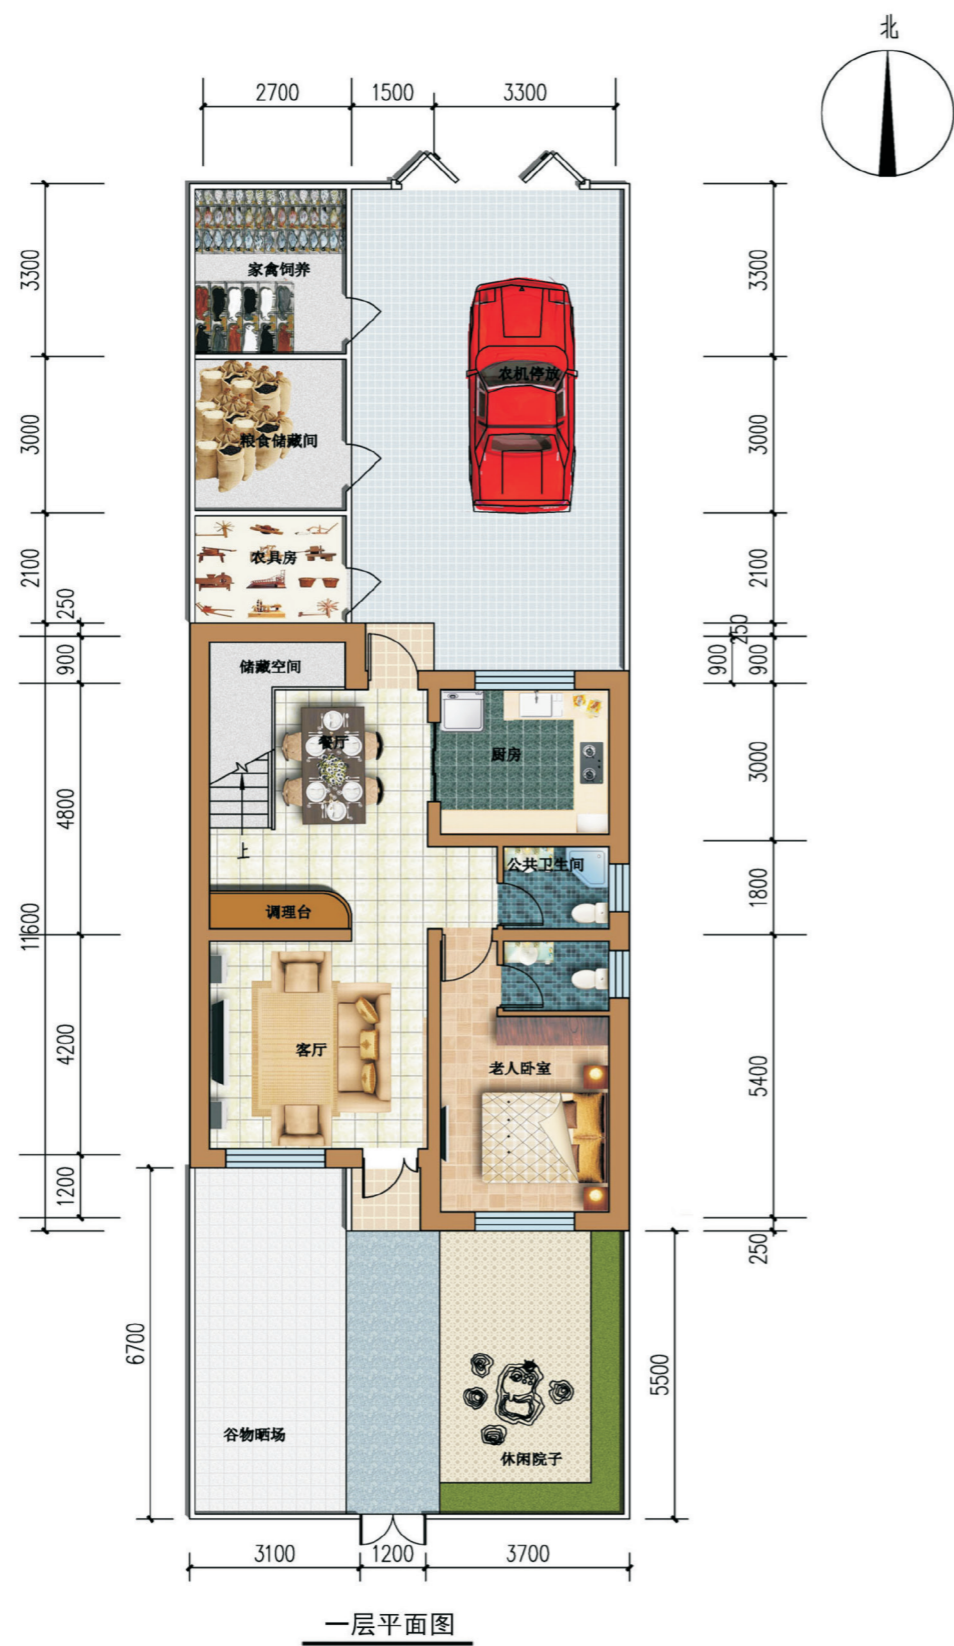 北
2700
1500
3300
3300
3000
2100
250
900
4800
11600
4200
1200
6700
3300
3000
2100
250
900
900
3000
1800
5400
250
5500
家禽饲养
农机停放
粮食储藏间
农具房
储藏空间
餐厅
厨房
上
公共卫生间
调理台
客厅
老人卧室
谷物晒场
休闲院子
3100
1200
3700
一层平面图